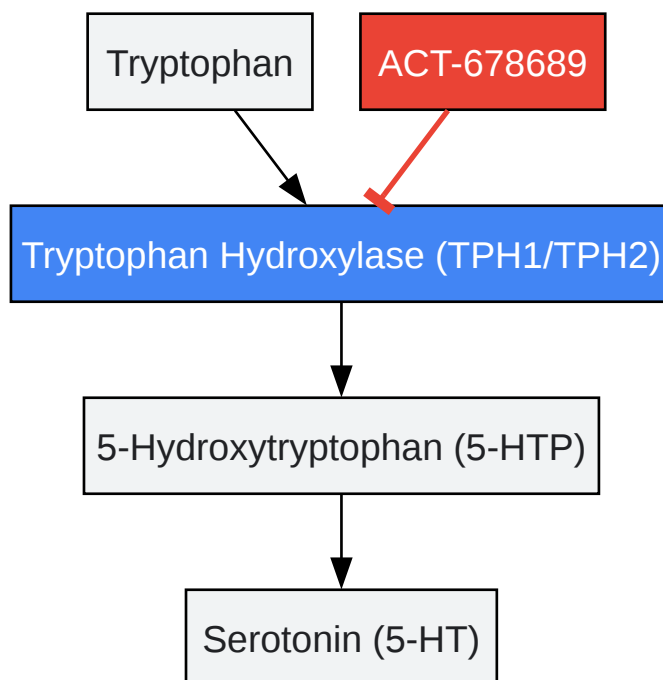 Tryptophan
ACT-678689
Tryptophan Hydroxylase (TPH1/TPH2)
5-Hydroxytryptophan (5-HTP)
Serotonin (5-HT)